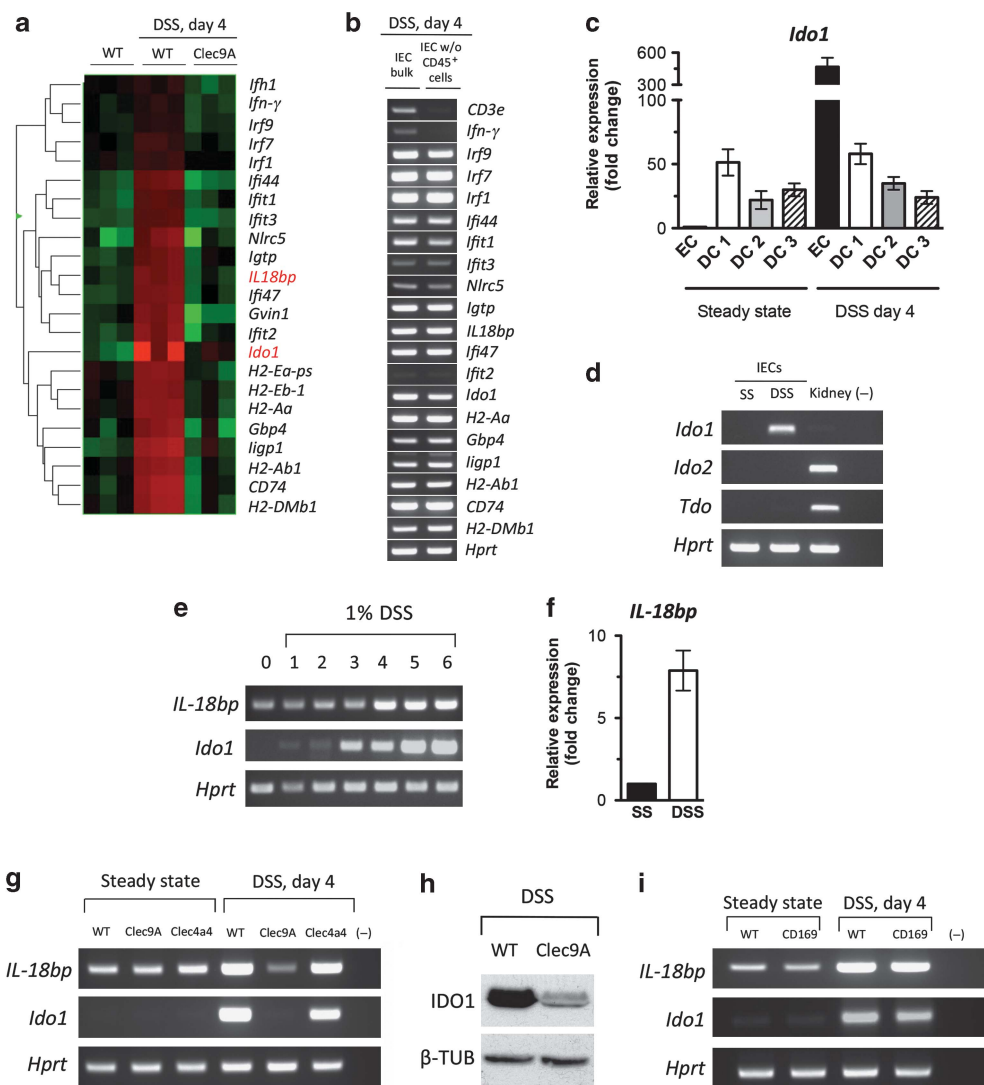 a
DSS, day 4
WT WT Clec9A
Ifh1
Ifn-γ
Irf9
Irf7
Irf1
Ifi44
Ifit1
Ifit3
Nlrc5
Igtp
IL18bp
Ifi47
Gvin1
Ifit2
Ido1
H2-Ea-ps
H2-Eb-1
H2-Aa
Gbp4
Iigp1
H2-Ab1
CD74
H2-DMb1
b
DSS, day 4
IEC bulk
IEC w/o CD45+ cells
CD3e
Ifn-γ
Irf9
Irf7
Irf1
Ifi44
Ifit1
Ifit3
Nlrc5
Igtp
IL18bp
Ifi47
Ifit2
Ido1
H2-Aa
Gbp4
Iigp1
H2-Ab1
CD74
H2-DMb1
Hprt
c
Ido1
Relative expression
(fold change)
600
300
100
50
0
EC DC 1 DC 2 DC 3 EC DC 1 DC 2 DC 3
Steady state DSS day 4
d
IECs
SS DSS Kidney (–)
Ido1
Ido2
Tdo
Hprt
e
1% DSS
0 1 2 3 4 5 6
IL-18bp
Ido1
Hprt
f
IL-18bp
Relative expression
(fold change)
10
5
0
SS DSS
g
Steady state DSS, day 4
WT Clec9A Clec4a4 WT Clec9A Clec4a4 (–)
IL-18bp
Ido1
Hprt
h
DSS
WT Clec9A
IDO1
β-TUB
i
Steady state DSS, day 4
WT CD169 WT CD169 (–)
IL-18bp
Ido1
Hprt